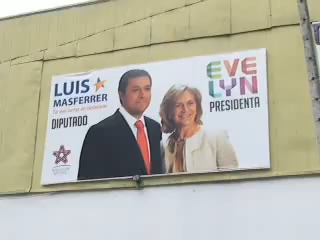 LUIS
MASFERRER
DIPUTADO
EVE
LYN
PRESIDENTA